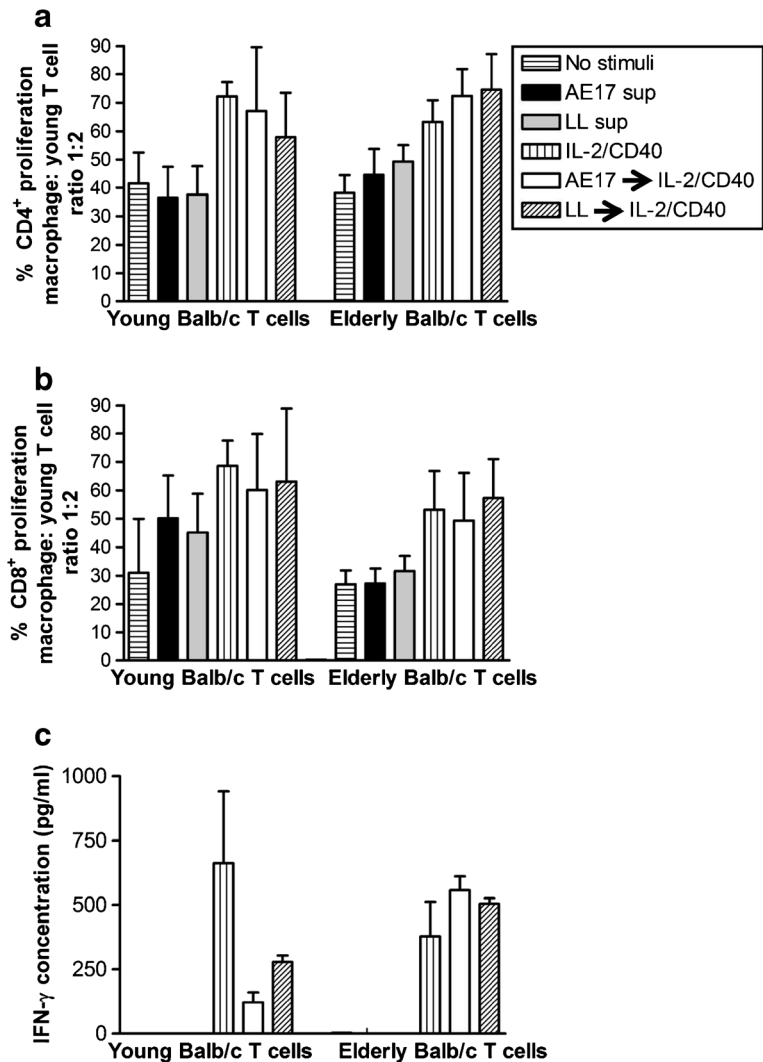 a
% CD4+ proliferation
macrophage: young T cell
ratio 1:2
90
80
70
60
50
40
30
20
10
0
Young Balb/c T cells
Elderly Balb/c T cells
No stimuli
AE17 sup
LL sup
IL-2/CD40
AE17 → IL-2/CD40
LL → IL-2/CD40
b
% CD8+ proliferation
macrophage: young T cell
ratio 1:2
90
80
70
60
50
40
30
20
10
0
Young Balb/c T cells
Elderly Balb/c T cells
c
IFN-γ concentration (pg/ml)
1000
750
500
250
0
Young Balb/c T cells
Elderly Balb/c T cells